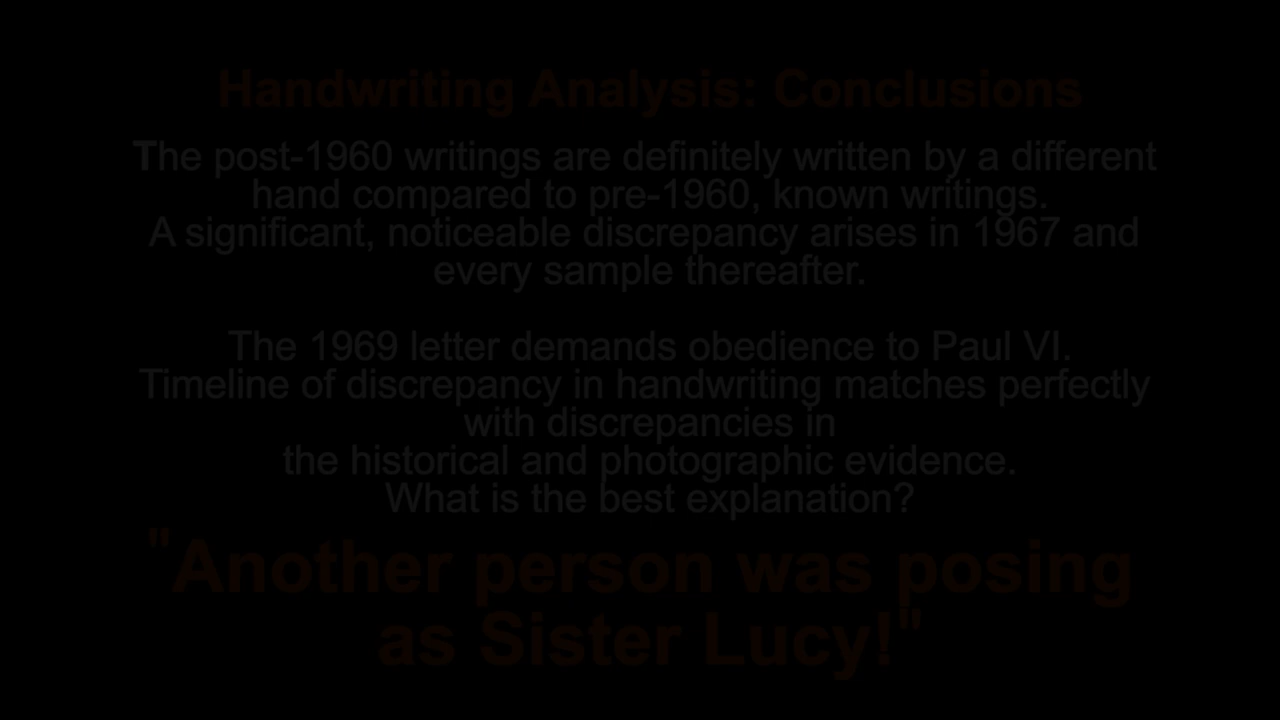 Handwriting Analysis: Conclusions
The post-1960 writings are definitely written by a different
hand compared to pre-1960, known writings.
A significant, noticeable discrepancy arises in 1967 and
every sample thereafter.
The 1969 letter demands obedience to Paul VI.
Timeline of discrepancy in handwriting matches perfectly
with discrepancies in
the historical and photographic evidence.
What is the best explanation?
"Another person was posing
as Sister Lucy!"